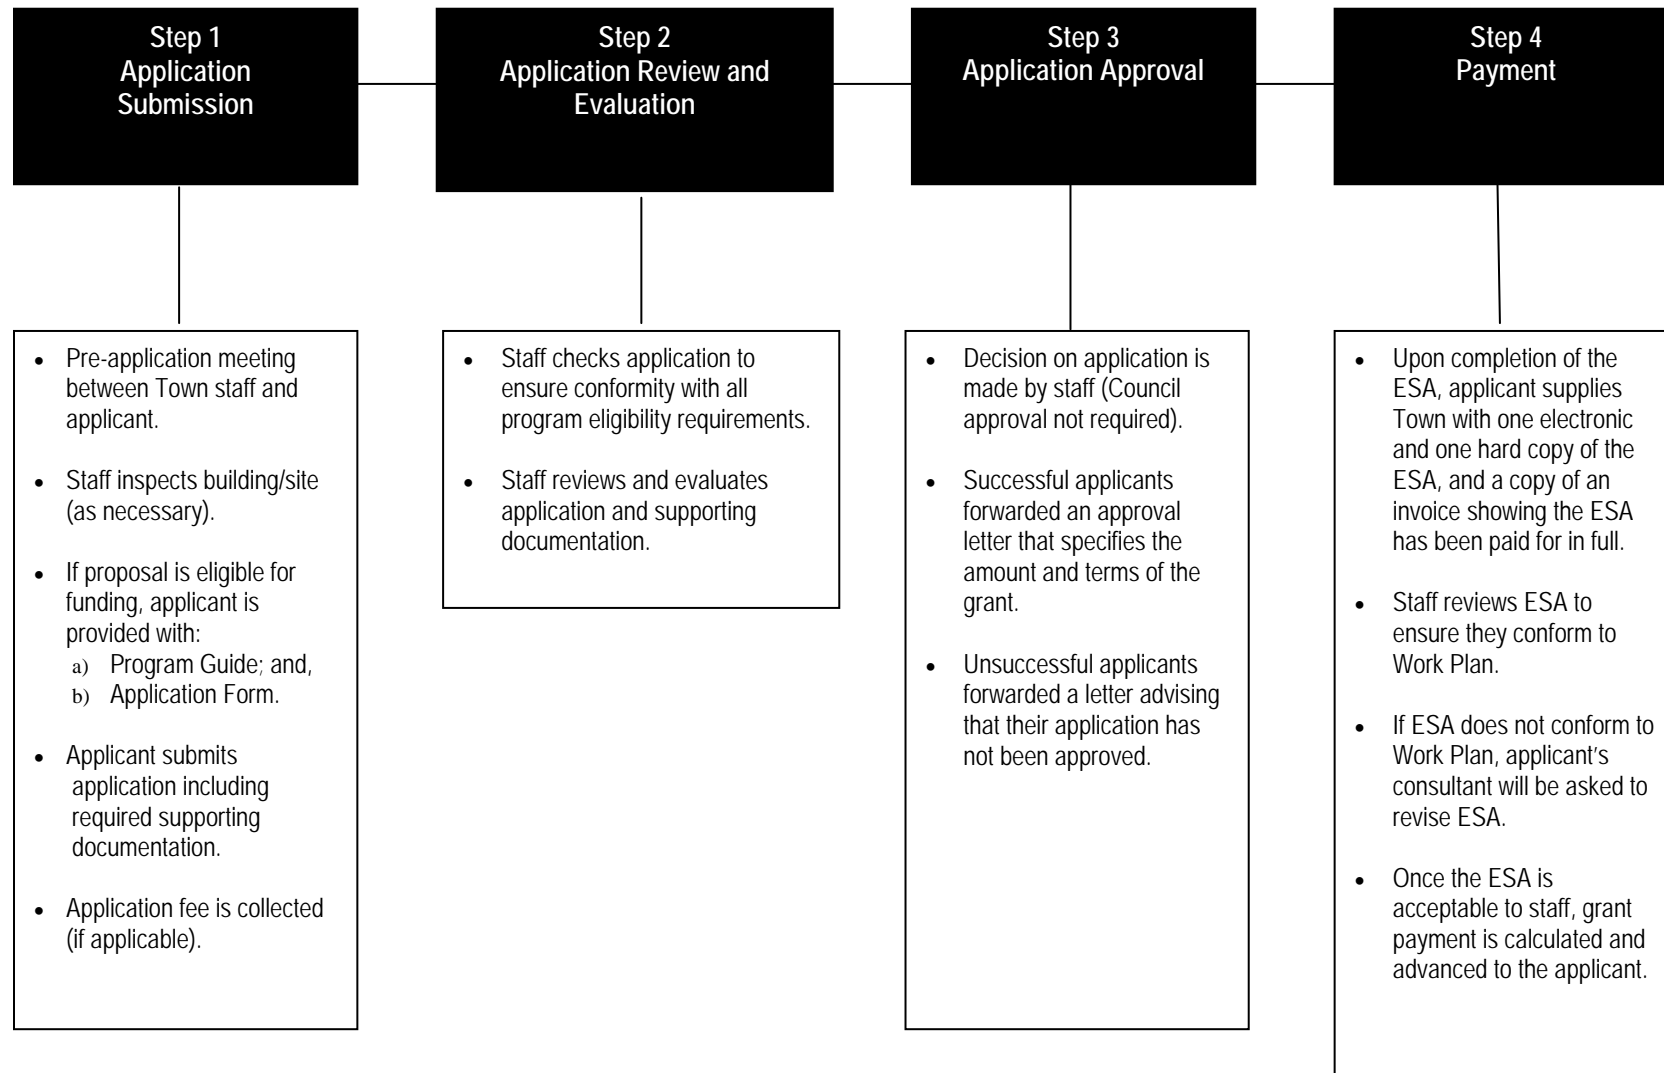 Step 1
Application
Submission
Step 2
Application Review and
Evaluation
Step 3
Application Approval
Step 4
Payment
• Pre-application meeting
between Town staff and
applicant.
• Staff inspects building/site
(as necessary).
• If proposal is eligible for
funding, applicant is
provided with:
a) Program Guide; and,
b) Application Form.
• Applicant submits
application including
required supporting
documentation.
• Application fee is collected
(if applicable).
• Staff checks application to
ensure conformity with all
program eligibility requirements.
• Staff reviews and evaluates
application and supporting
documentation.
• Decision on application is
made by staff (Council
approval not required).
• Successful applicants
forwarded an approval
letter that specifies the
amount and terms of the
grant.
• Unsuccessful applicants
forwarded a letter advising
that their application has
not been approved.
• Upon completion of the
ESA, applicant supplies
Town with one electronic
and one hard copy of the
ESA, and a copy of an
invoice showing the ESA
has been paid for in full.
• Staff reviews ESA to
ensure they conform to
Work Plan.
• If ESA does not conform to
Work Plan, applicant's
consultant will be asked to
revise ESA.
• Once the ESA is
acceptable to staff, grant
payment is calculated and
advanced to the applicant.